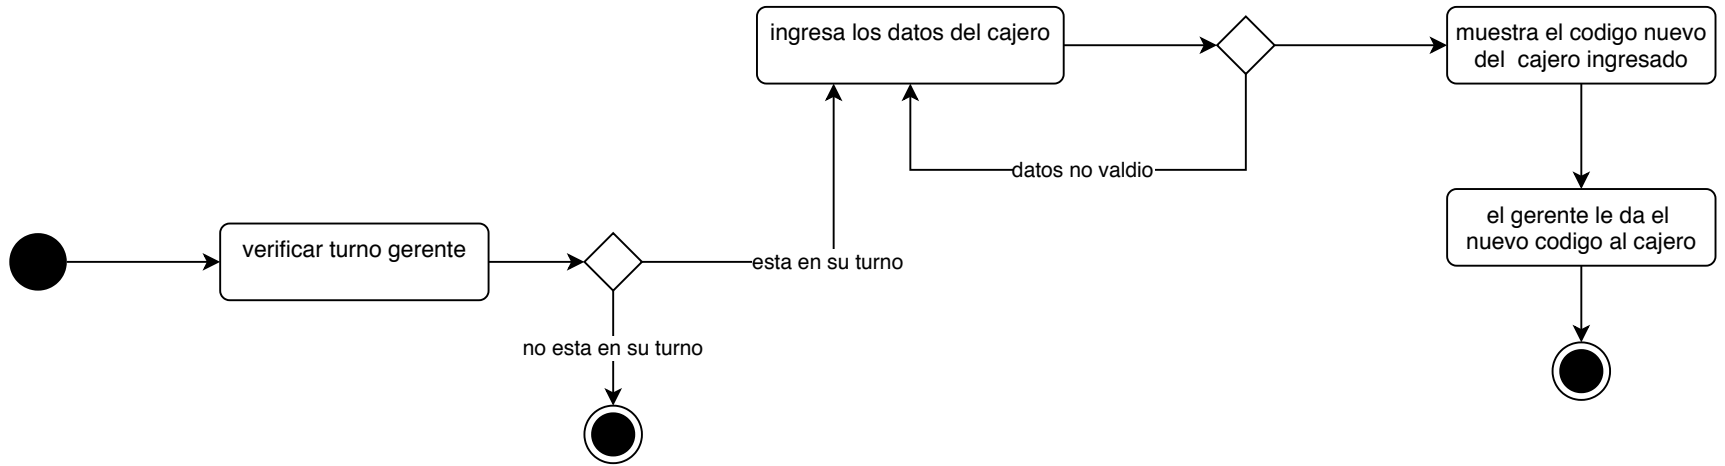 ingresa los datos del cajero
muestra el codigo nuevo
del cajero ingresado
datos no valdio
el gerente le da el
nuevo codigo al cajero
verificar turno gerente
esta en su turno
no esta en su turno